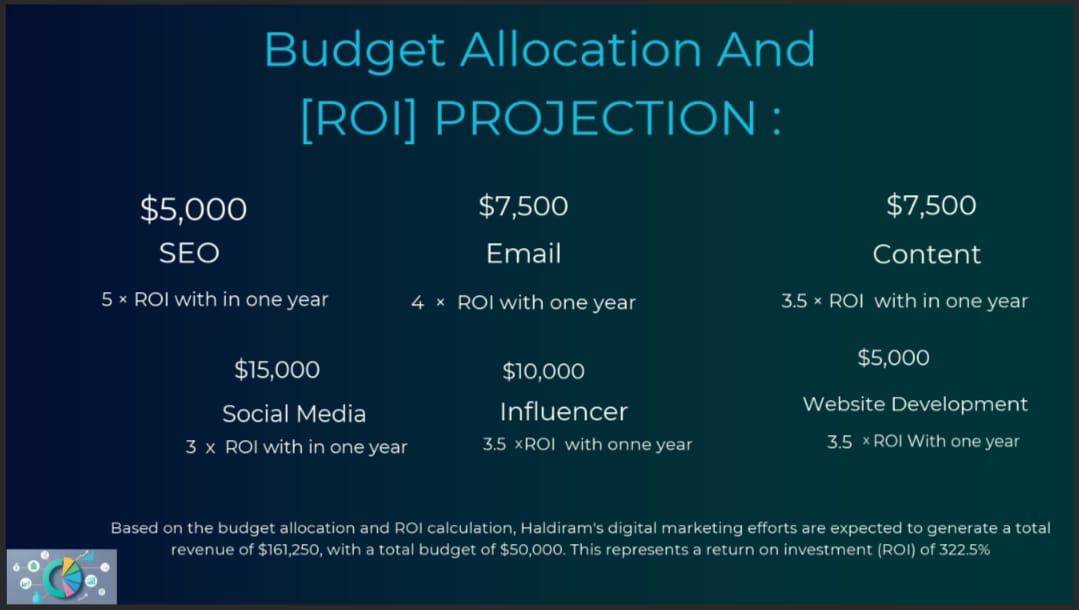 Budget Allocation And
[ROI] PROJECTION :
$5,000
SEO
5 × ROI with in one year
$7,500
Email
4 × ROI with one year
$7,500
Content
3.5 × ROI with in one year
$15,000
Social Media
3 x ROI with in one year
$10,000
Influencer
3.5 xROI with onne year
$5,000
Website Development
3.5 x ROI With one year
Based on the budget allocation and ROI calculation, Haldiram's digital marketing efforts are expected to generate a total
revenue of $161,250, with a total budget of $50,000. This represents a return on investment (ROI) of 322.5%